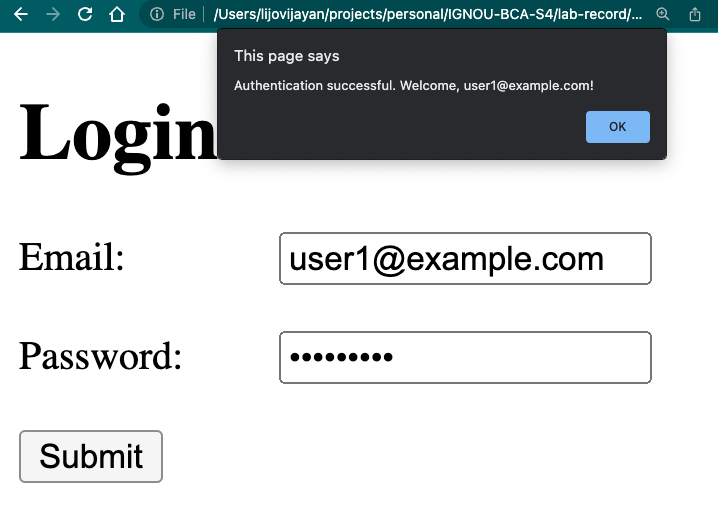 File /Users/lijovijayan/projects/personal/IGNOU-BCA-S4/lab-record/...
This page says
Authentication successful. Welcome, user1@example.com!
OK
Login
Email:
user1@example.com
Password:
•••••••••
Submit